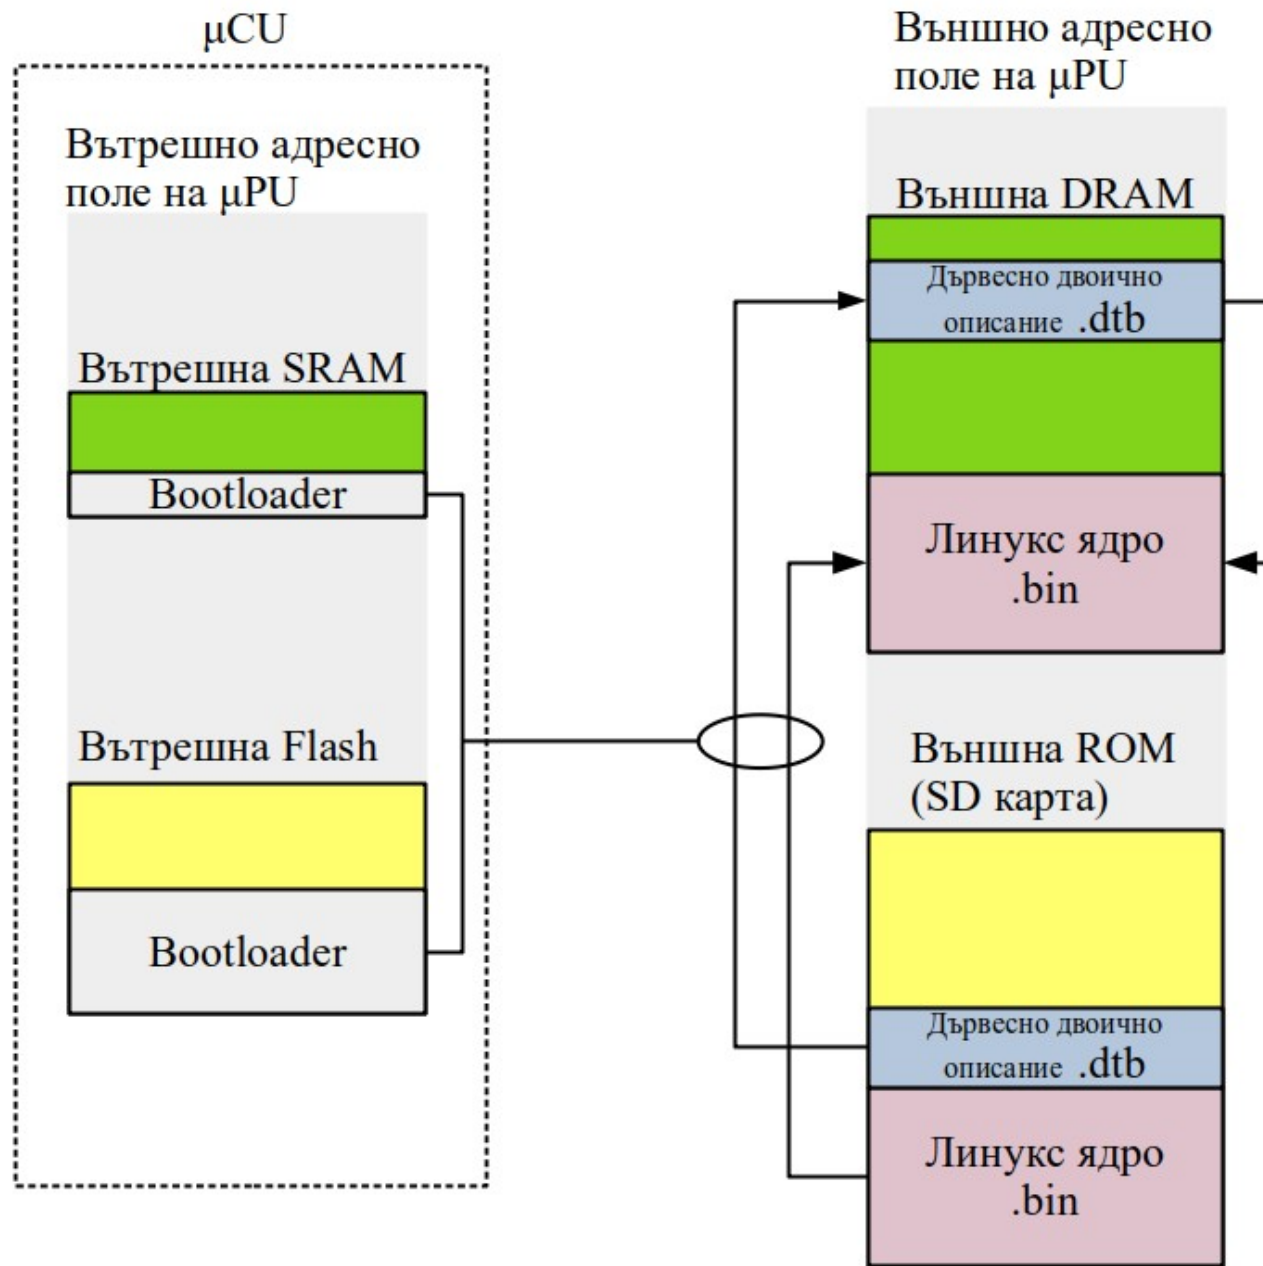 μCU
Вътрешно адресно
поле на μPU
Вътрешна SRAM
Bootloader
Вътрешна Flash
Bootloader
Външно адресно
поле на μPU
Външна DRAM
Дървесно двоично
описание .dtb
Линукс ядро
.bin
Външна ROM
(SD карта)
Дървесно двоично
описание .dtb
Линукс ядро
.bin